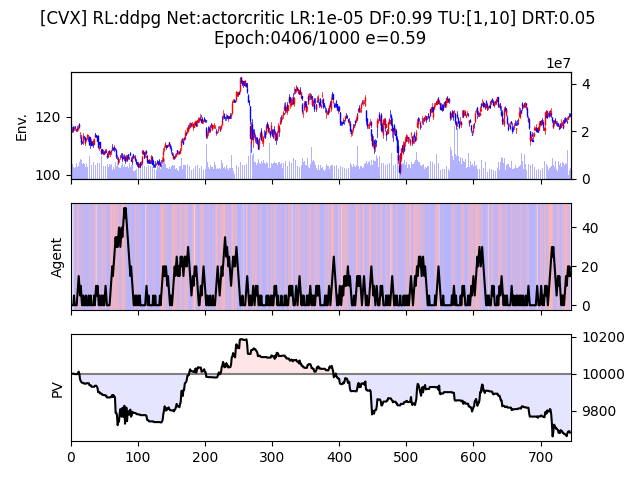 [CVX] RL:ddpg Net:actorcritic LR:1e-05 DF:0.99 TU:[1,10] DRT:0.05
Epoch:0406/1000 e=0.59
1e7
Env.
120
100
4
2
0
Agent
40
20
0
PV
10200
10000
9800
0 100 200 300 400 500 600 700